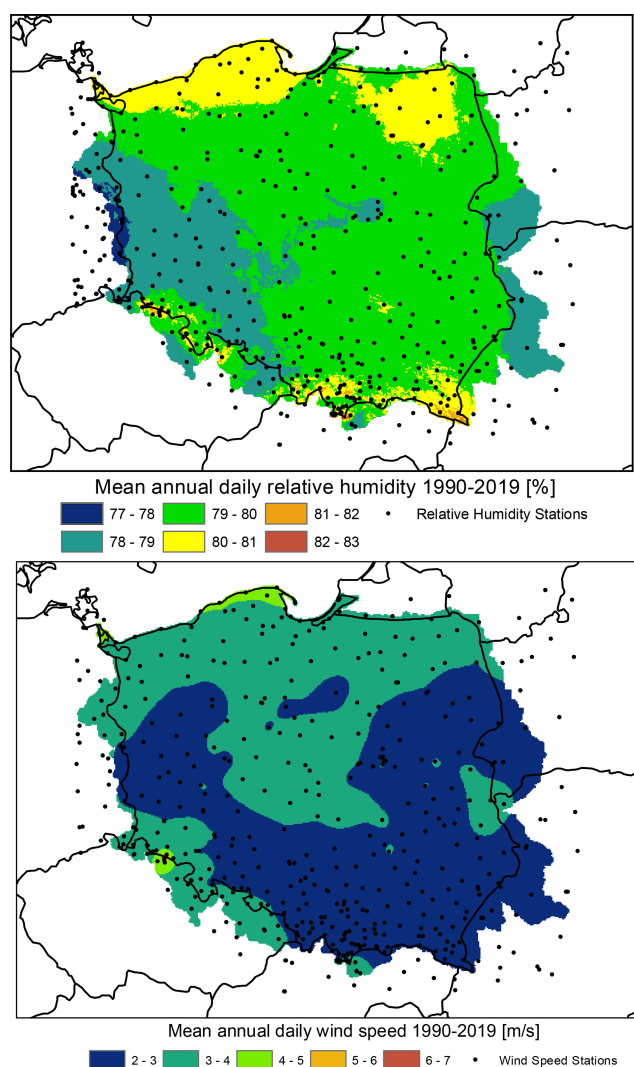 Mean annual daily relative humidity 1990-2019 [%]
77 - 78 79 - 80 81 - 82 Relative Humidity Stations
78 - 79 80 - 81 82 - 83
Mean annual daily wind speed 1990-2019 [m/s]
2 - 3 3 - 4 4 - 5 5 - 6 6 - 7 Wind Speed Stations